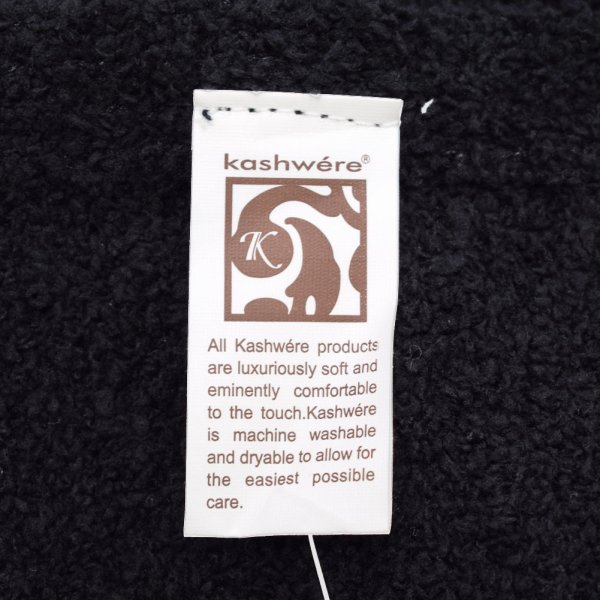 kashwére®
K
All Kashwére products
are luxuriously soft and
eminently comfortable
to the touch.Kashwére
is machine washable
and dryable to allow for
the easiest possible
care.